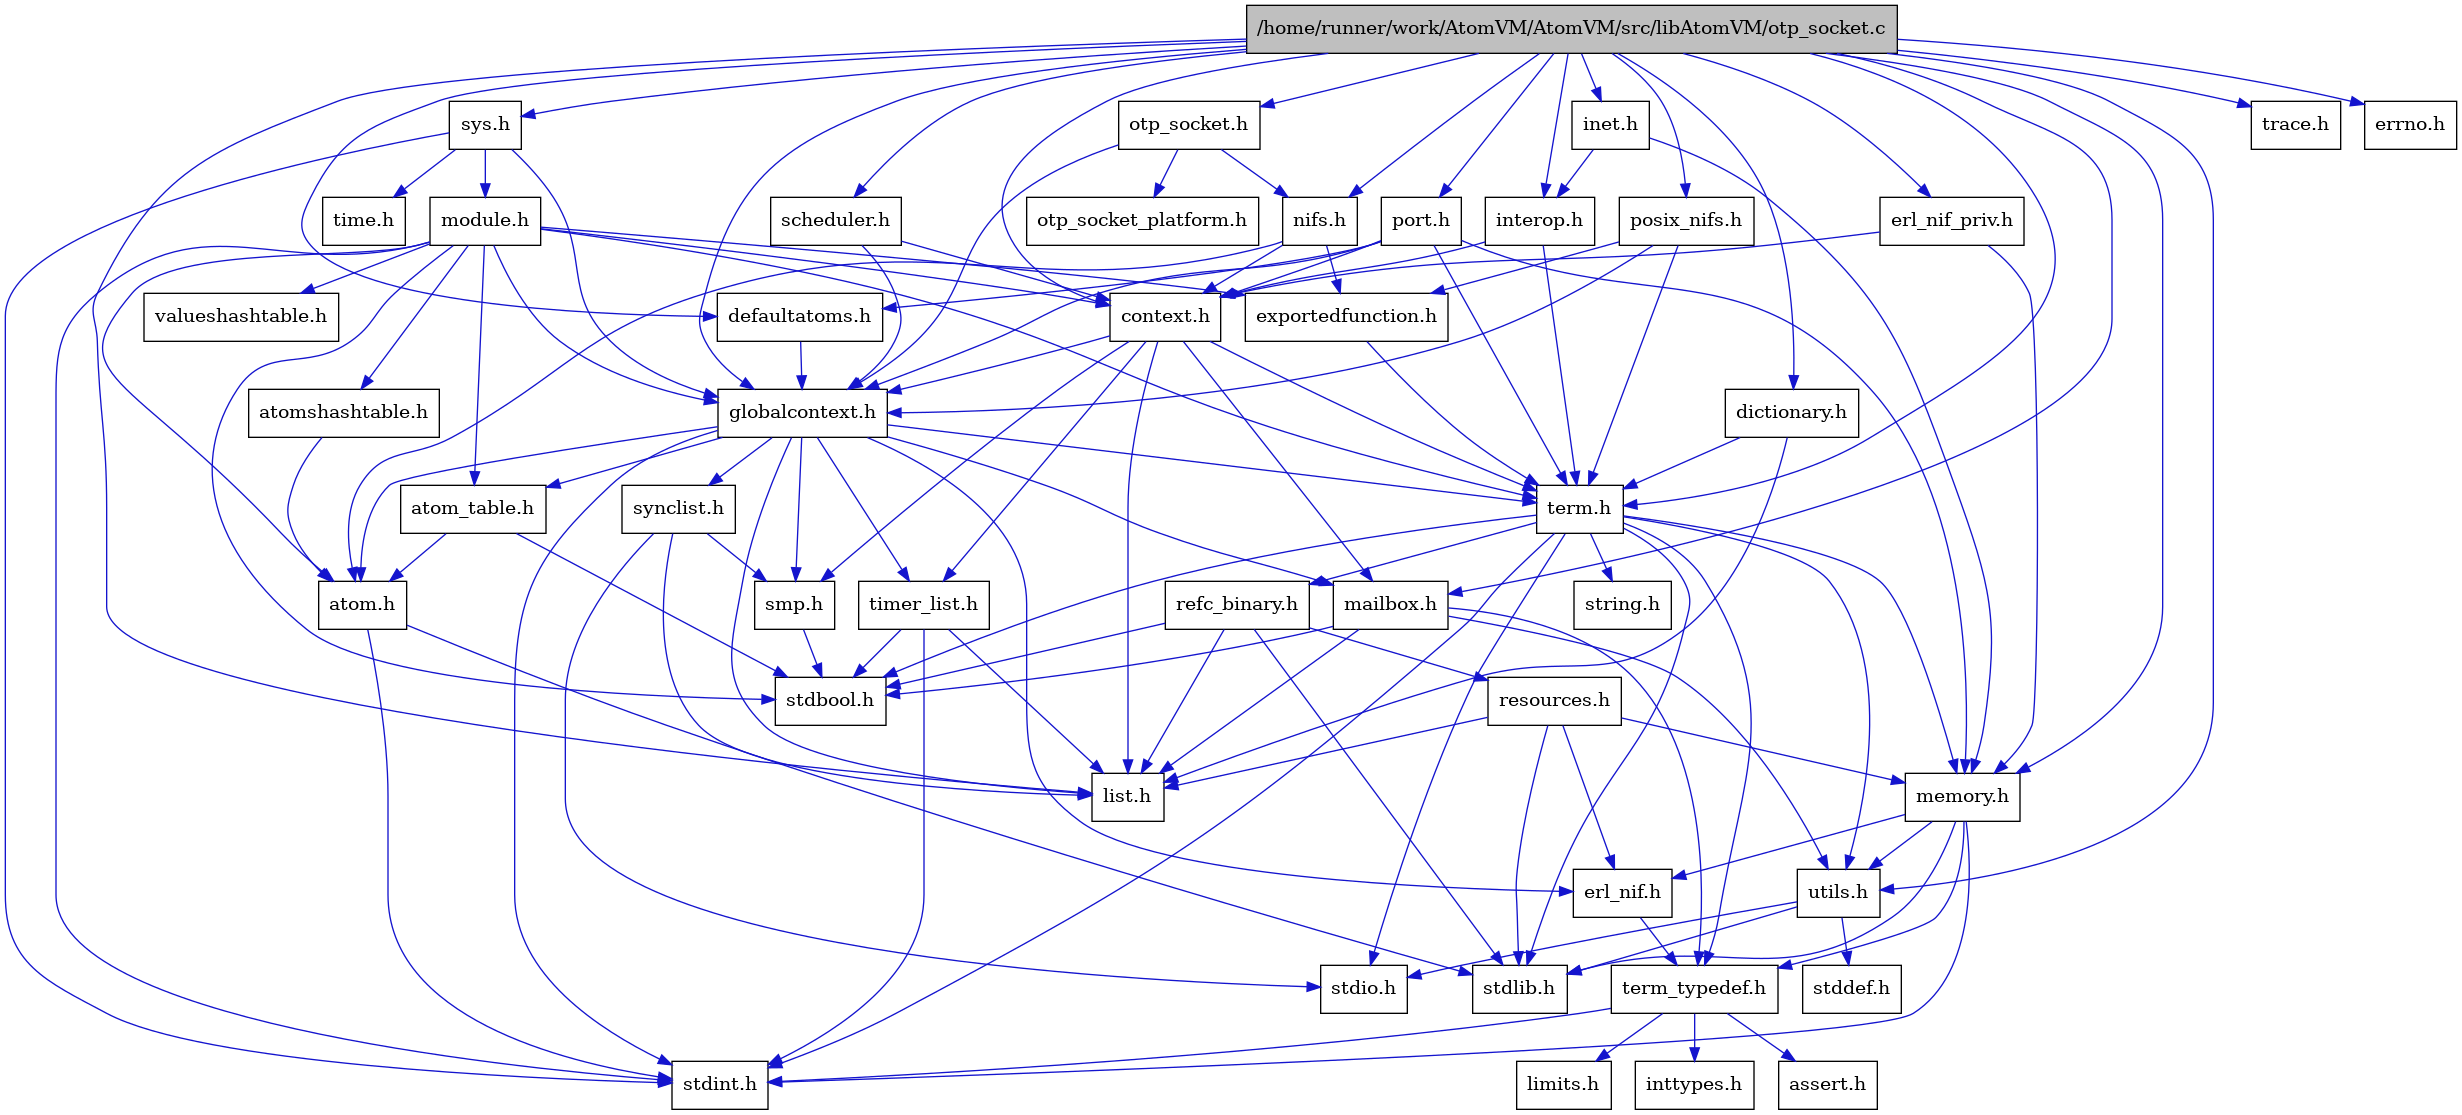 /home/runner/work/AtomVM/AtomVM/src/libAtomVM/otp_socket.c
sys.h
otp_socket.h
inet.h
trace.h
errno.h
time.h
module.h
scheduler.h
otp_socket_platform.h
nifs.h
port.h
interop.h
posix_nifs.h
erl_nif_priv.h
valueshashtable.h
defaultatoms.h
context.h
exportedfunction.h
atomshashtable.h
globalcontext.h
dictionary.h
atom_table.h
synclist.h
term.h
atom.h
smp.h
timer_list.h
refc_binary.h
mailbox.h
string.h
stdbool.h
resources.h
list.h
memory.h
erl_nif.h
utils.h
stdio.h
stdlib.h
term_typedef.h
stddef.h
stdint.h
limits.h
inttypes.h
assert.h